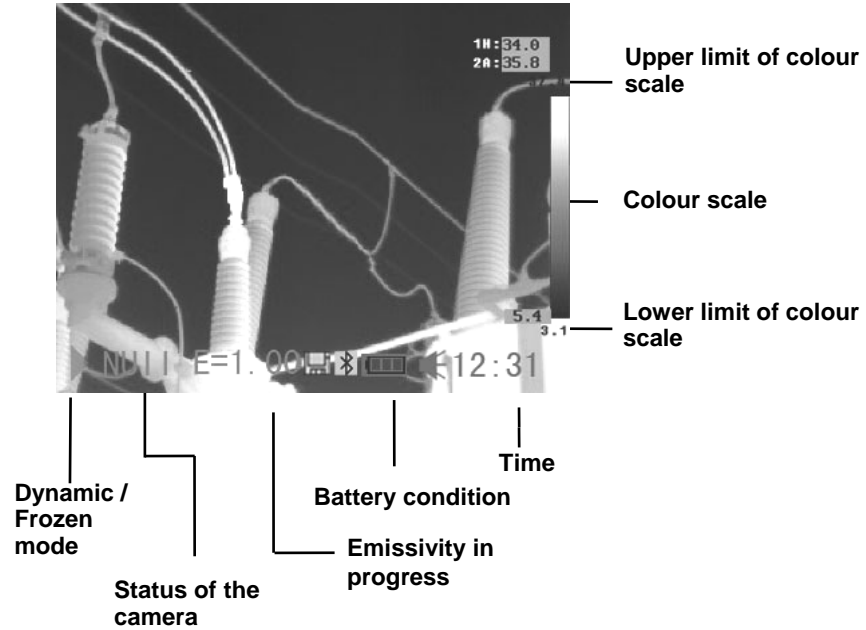 1H:34.0
2A:35.8
Upper limit of colour
scale
Colour scale
5.4
3.1
Lower limit of colour
scale
E=1.00
12:31
Time
Dynamic /
Frozen
mode
Battery condition
Emissivity in
progress
Status of the
camera